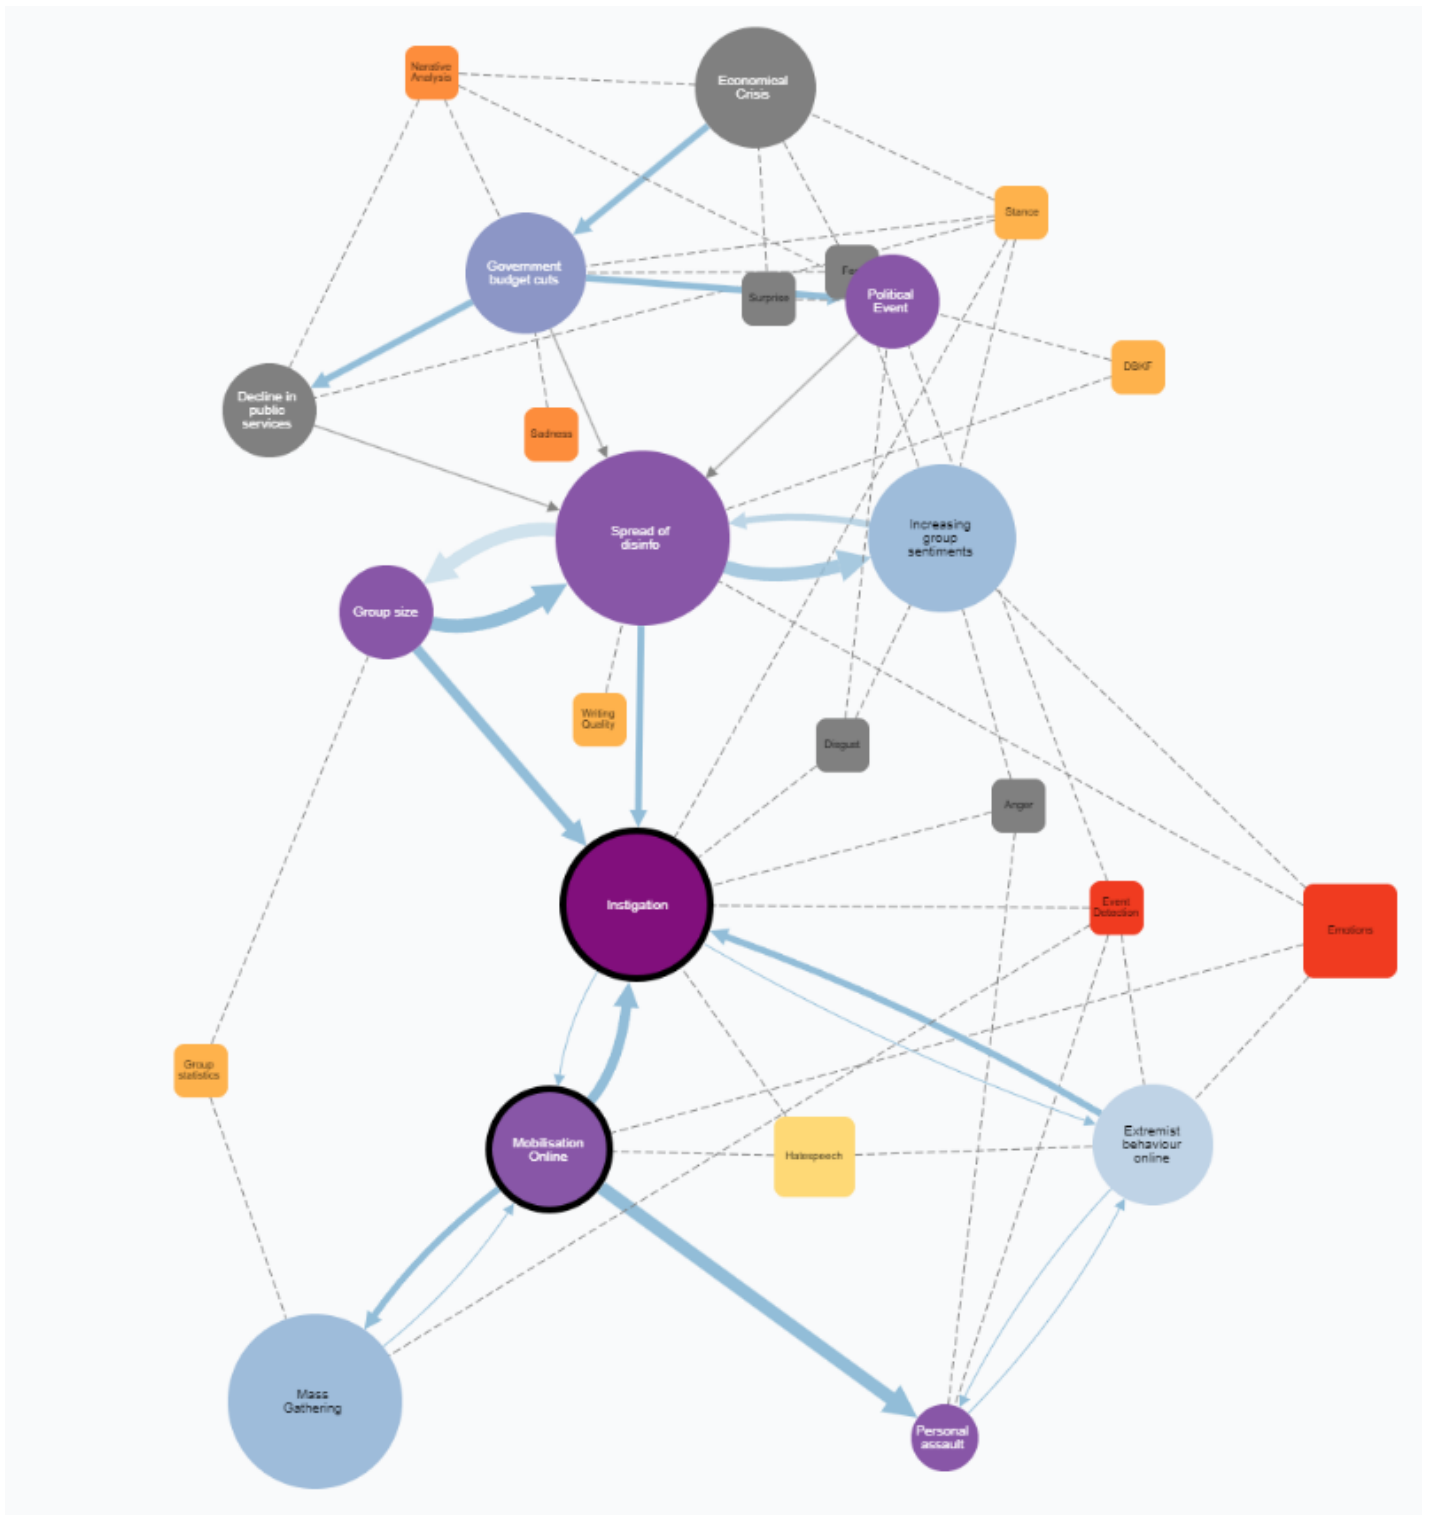 Narative
Analysis
Economical
Crisis
Stance
Government
budget cuts
Surprise
Political
Event
DBKF
Decline in
public
services
Sadness
Spread of
disinfo
Increasing
group
sentiments
Group size
Writing
Quality
Disgust
Anger
Instigation
Event
Detection
Emotions
Group
statistics
Mobilisation
Online
Hatespeech
Extremist
behaviour
online
Mass
Gathering
Personal
assault